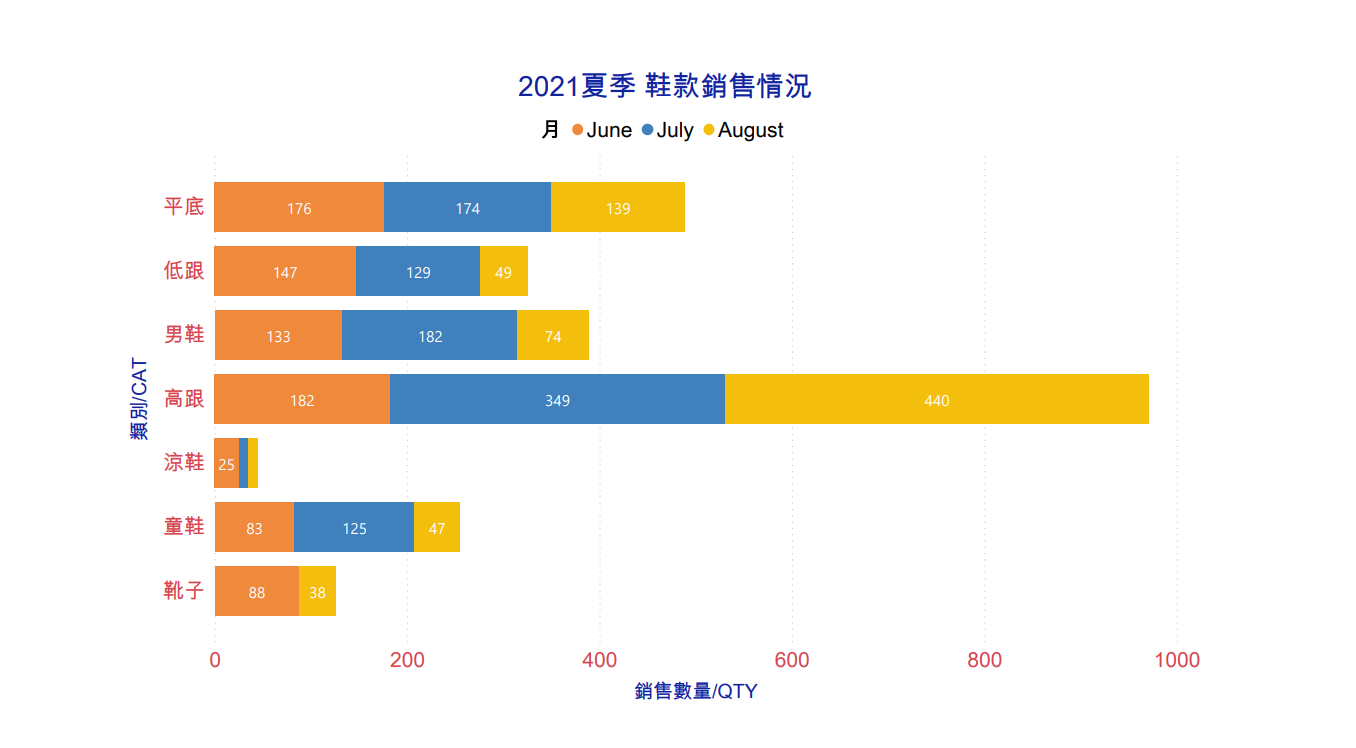 2021夏季 鞋款銷售情況
月 June July August
平底 176 174 139
低跟 147 129 49
男鞋 133 182 74
高跟 182 349 440
涼鞋 25
童鞋 83 125 47
靴子 88 38
類別/CAT
0 200 400 600 800 1000
銷售數量/QTY